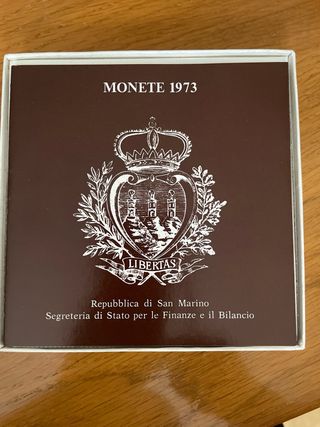 MONETE 1973
LIBERTAS
Repubblica di San Marino
Segreteria di Stato per le Finanze e il Bilancio